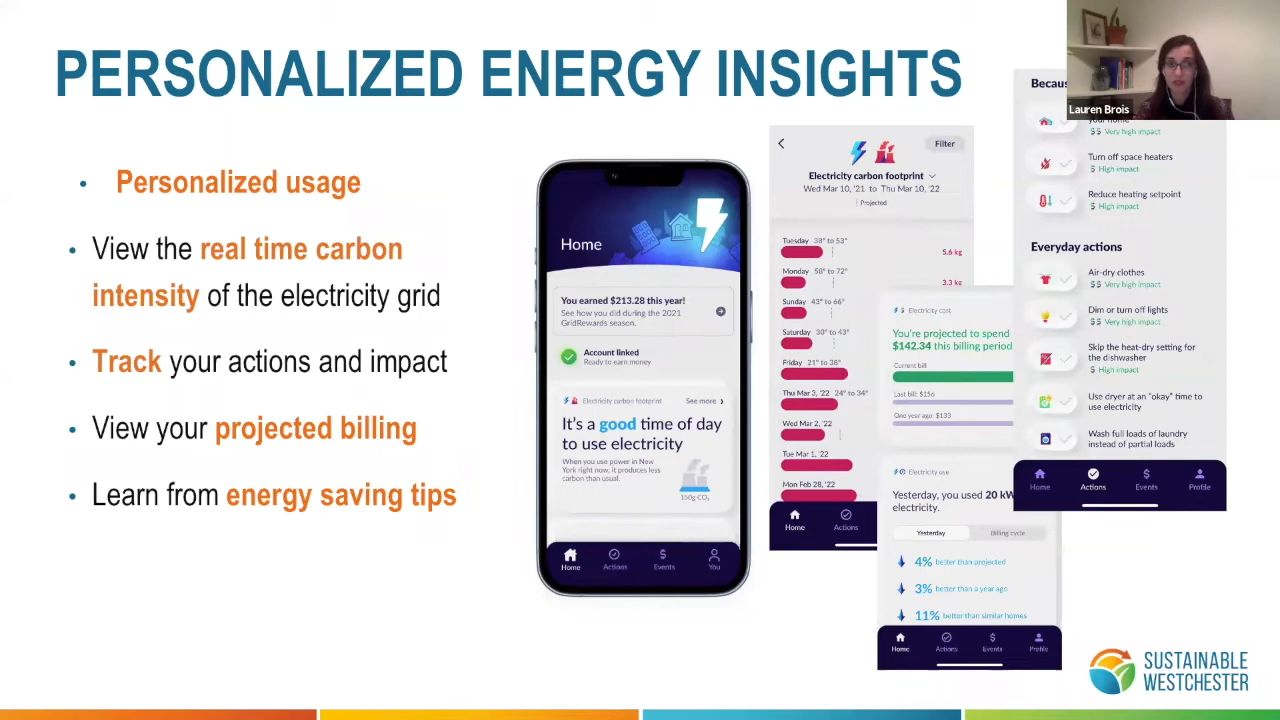 PERSONALIZED ENERGY INSIGHTS
Lauren Brois
• Personalized usage
• View the real time carbon
intensity of the electricity grid
• Track your actions and impact
• View your projected billing
• Learn from energy saving tips
Home
You earned $213.28 this year!
See how you did during the 2021
GridRewards season.
Account linked
Ready to earn money
Electricity carbon footprint
See more
It's a good time of day
to use electricity
When you use power in New
York right now, it produces less
carbon than usual.
150g CO₂
Home Actions Events You
Filter
Electricity carbon footprint
Wed Mar 10, '21 to Thu Mar 10, '22
Projected
Tuesday 38° to 53°
5.6 kg
Monday 58° to 72°
3.3 kg
Sunday 43° to 66°
Saturday 30° to 43°
Friday 21° to 38°
Thu Mar 3, '22 24° to 34°
Wed Mar 2, '22
Tue Mar 1, '22
Mon Feb 28, '22
Home Actions
Electricity cost
You're projected to spend
$142.34 this billing period
Current bill
Last bill: $156
One year ago: $133
Electricity use
Yesterday, you used 20 kW
electricity.
Yesterday Billing cycle
4% better than projected
3% better than a year ago
11% better than similar homes
Home Actions Events Profile
Becau
your home
$$ Very high impact
Turn off space heaters
$ High impact
Reduce heating setpoint
$ High impact
Everyday actions
Air-dry clothes
$$ Very high impact
Dim or turn off lights
$$ Very high impact
Skip the heat-dry setting for
the dishwasher
$ High impact
Use dryer at an "okay" time to
use electricity
Wash full loads of laundry
instead of partial loads
Home Actions Events Profile
SUSTAINABLE
WESTCHESTER